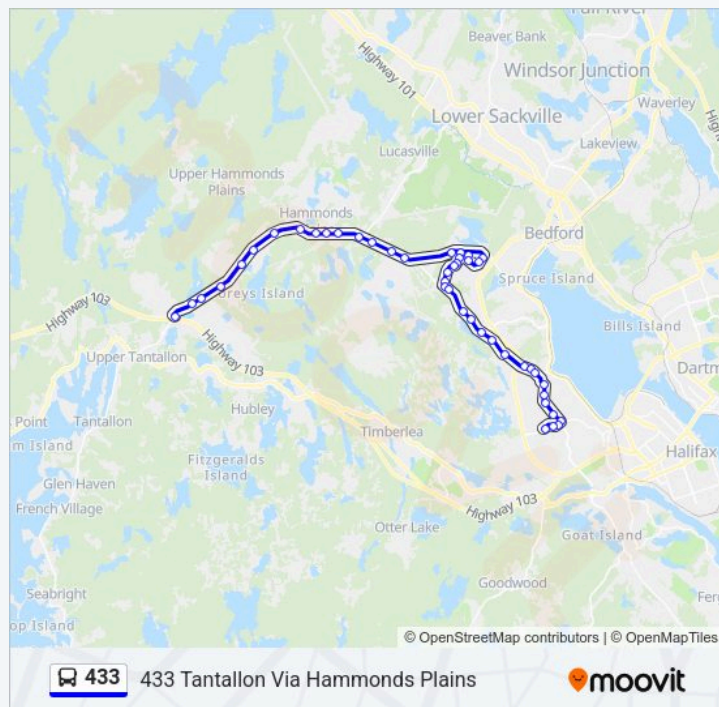 Fall River
Beaver Bank
Highway 101
Windsor Junction
Waverley
Lower Sackville
Lakeview
Lucasville
Upper Hammonds
Plains
Hammonds
Bedford
Spruce Island
Highway 103
Greys Island
Bills Island
Upper Tantallon
Highway 103
Dartm
Point
Tantallon
Hubley
Timberlea
m Island
Fitzgeralds
Island
Halifax
Glen Haven
French Village
Highway 103
Otter Lake
Goat Island
Goodwood
Seabright
Fer
op Island
© OpenStreetMap contributors | © OpenMapTiles
433 433 Tantallon Via Hammonds Plains moovit